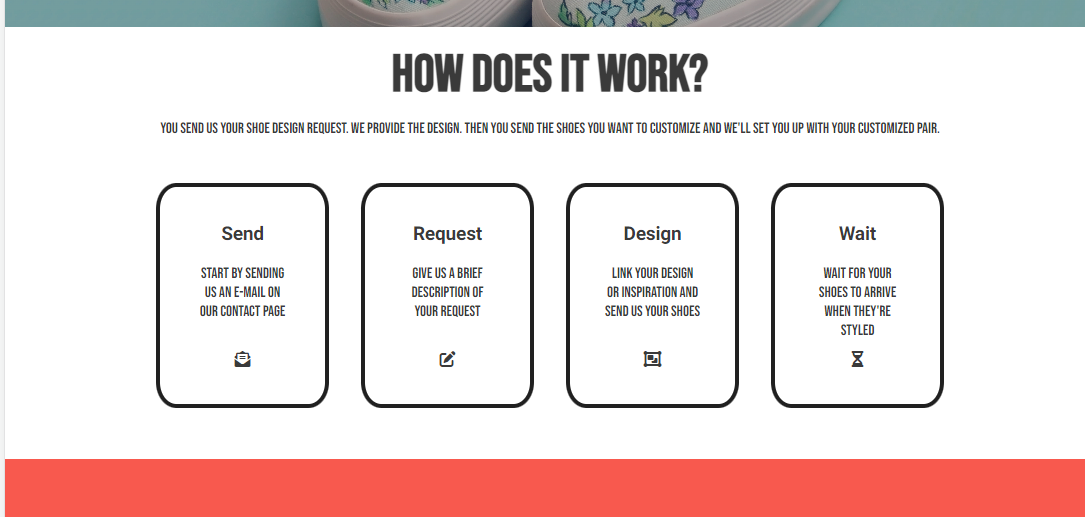 HOW DOES IT WORK?
YOU SEND US YOUR SHOE DESIGN REQUEST. WE PROVIDE THE DESIGN. THEN YOU SEND THE SHOES YOU WANT TO CUSTOMIZE AND WE'LL SET YOU UP WITH YOUR CUSTOMIZED PAIR.
Send
START BY SENDING
US AN E-MAIL ON
OUR CONTACT PAGE
Request
GIVE US A BRIEF
DESCRIPTION OF
YOUR REQUEST
Design
LINK YOUR DESIGN
OR INSPIRATION AND
SEND US YOUR SHOES
Wait
WAIT FOR YOUR
SHOES TO ARRIVE
WHEN THEY'RE
STYLED